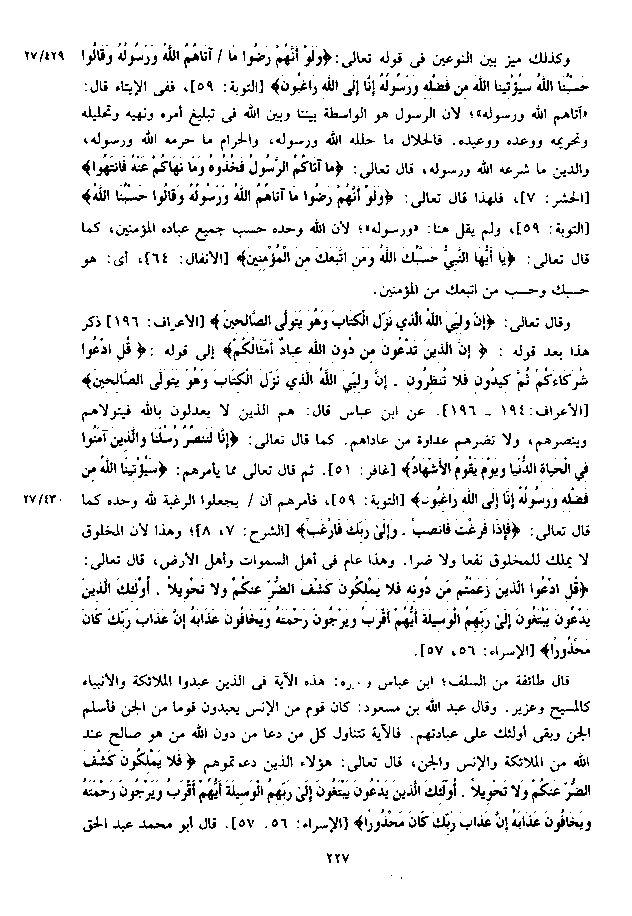 وكذلك ميز بين النوعين فى قوله تعالى: ﴿وَلَوْ أَنَّهُمْ رَضُوا مَا / آتَاهُمُ اللَّهُ وَرَسُولُهُ وَقَالُوا ٢٧/٤٢٩
حَسْبُنَا اللَّهُ سَيُؤْتِينَا اللَّهُ مِن فَضْلِهِ وَرَسُولُهُ إِنَّا إِلَى اللَّهِ رَاغِبُونَ﴾ [التوبة: ٥٩]، ففى الإيتاء قال:
«آتاهم الله ورسوله»؛ لأن الرسول هو الواسطة بيننا وبين الله فى تبليغ أمره ونهيه وتحليله
وتحريمه ووعده ووعيده. فالحلال ما حلله الله ورسوله، والحرام ما حرمه الله ورسوله،
والدين ما شرعه الله ورسوله، قال تعالى: ﴿مَا آتَاكُمُ الرَّسُولُ فَخُذُوهُ وَمَا نَهَاكُمْ عَنْهُ فَانتَهُوا﴾
[الحشر: ٧]، فلهذا قال تعالى: ﴿وَلَوْ أَنَّهُمْ رَضُوا مَا آتَاهُمُ اللَّهُ وَرَسُولُهُ وَقَالُوا حَسْبُنَا اللَّهُ﴾
[التوبة: ٥٩]، ولم يقل هنا: «ورسوله»؛ لأن الله وحده حسب جميع عباده المؤمنين، كما
قال تعالى: ﴿يَا أَيُّهَا النَّبِيُّ حَسْبُكَ اللَّهُ وَمَنِ اتَّبَعَكَ مِنَ الْمُؤْمِنِينَ﴾ [الأنفال: ٦٤]، أى: هو
حسبك وحسب من اتبعك من المؤمنين.
وقال تعالى: ﴿إِنَّ وَلِيِّيَ اللَّهُ الَّذِي نَزَّلَ الْكِتَابَ وَهُوَ يَتَوَلَّى الصَّالِحِينَ﴾ [الأعراف: ١٩٦] ذكر
هذا بعد قوله : ﴿ إِنَّ الَّذِينَ تَدْعُونَ مِن دُونِ اللَّهِ عِبَادٌ أَمْثَالُكُمْ﴾ إلى قوله : ﴿ قُلِ ادْعُوا
شُرَكَاءَكُمْ ثُمَّ كِيدُونِ فَلا تُنظِرُونِ . إِنَّ وَلِيِّيَ اللَّهُ الَّذِي نَزَّلَ الْكِتَابَ وَهُوَ يَتَوَلَّى الصَّالِحِينَ﴾
[الأعراف: ١٩٤ ـ ١٩٦]. عن ابن عباس قال: هم الذين لا يعدلون بالله فيتولاهم
وينصرهم، ولا تضرهم عداوة من عاداهم. كما قال تعالى: ﴿إِنَّا لَنَنصُرُ رُسُلَنَا وَالَّذِينَ آمَنُوا
فِي الْحَيَاةِ الدُّنْيَا وَيَوْمَ يَقُومُ الأَشْهَادُ﴾ [غافر: ٥١]. ثم قال تعالى مما يأمرهم: ﴿سَيُؤْتِينَا اللَّهُ مِن
فَضْلِهِ وَرَسُولُهُ إِنَّا إِلَى اللَّهِ رَاغِبُونَ﴾ [التوبة: ٥٩]، فأمرهم أن / يجعلوا الرغبة لله وحده كما ٢٧/٤٣٠
قال تعالى: ﴿فَإِذَا فَرَغْتَ فَانصَبْ . وَإِلَىٰ رَبِّكَ فَارْغَب﴾ [الشرح: ٧، ٨]؛ وهذا لأن المخلوق
لا يملك للمخلوق نفعا ولا ضرا. وهذا عام فى أهل السموات وأهل الأرض، قال تعالى:
﴿قُلِ ادْعُوا الَّذِينَ زَعَمْتُم مِّن دُونِهِ فَلا يَمْلِكُونَ كَشْفَ الضُّرِّ عَنكُمْ وَلا تَحْوِيلاً . أُوْلَئِكَ الَّذِينَ
يَدْعُونَ يَبْتَغُونَ إِلَىٰ رَبِّهِمُ الْوَسِيلَةَ أَيُّهُمْ أَقْرَبُ وَيَرْجُونَ رَحْمَتَهُ وَيَخَافُونَ عَذَابَهُ إِنَّ عَذَابَ رَبِّكَ كَانَ
مَحْذُورًا﴾ [الإسراء: ٥٦، ٥٧].
قال طائفة من السلف؛ ابن عباس : هذه الآية فى الذين عبدوا الملائكة والأنبياء
كالمسيح وعزير. وقال عبد الله بن مسعود: كان قوم من الإنس يعبدون قوما من الجن فأسلم
الجن وبقى أولئك على عبادتهم. فالآية تتناول كل من دعا من دون الله من هو صالح عند
الله من الملائكة والإنس والجن، قال تعالى: هؤلاء الذين دعوتموهم ﴿ فَلا يَمْلِكُونَ كَشْفَ
الضُّرِّ عَنكُمْ وَلا تَحْوِيلاً . أُوْلَئِكَ الَّذِينَ يَدْعُونَ يَبْتَغُونَ إِلَىٰ رَبِّهِمُ الْوَسِيلَةَ أَيُّهُمْ أَقْرَبُ وَيَرْجُونَ رَحْمَتَهُ
وَيَخَافُونَ عَذَابَهُ إِنَّ عَذَابَ رَبِّكَ كَانَ مَحْذُورًا﴾ [الإسراء: ٥٦. ٥٧]. قال أبو محمد عبد الحق
٢٢٧